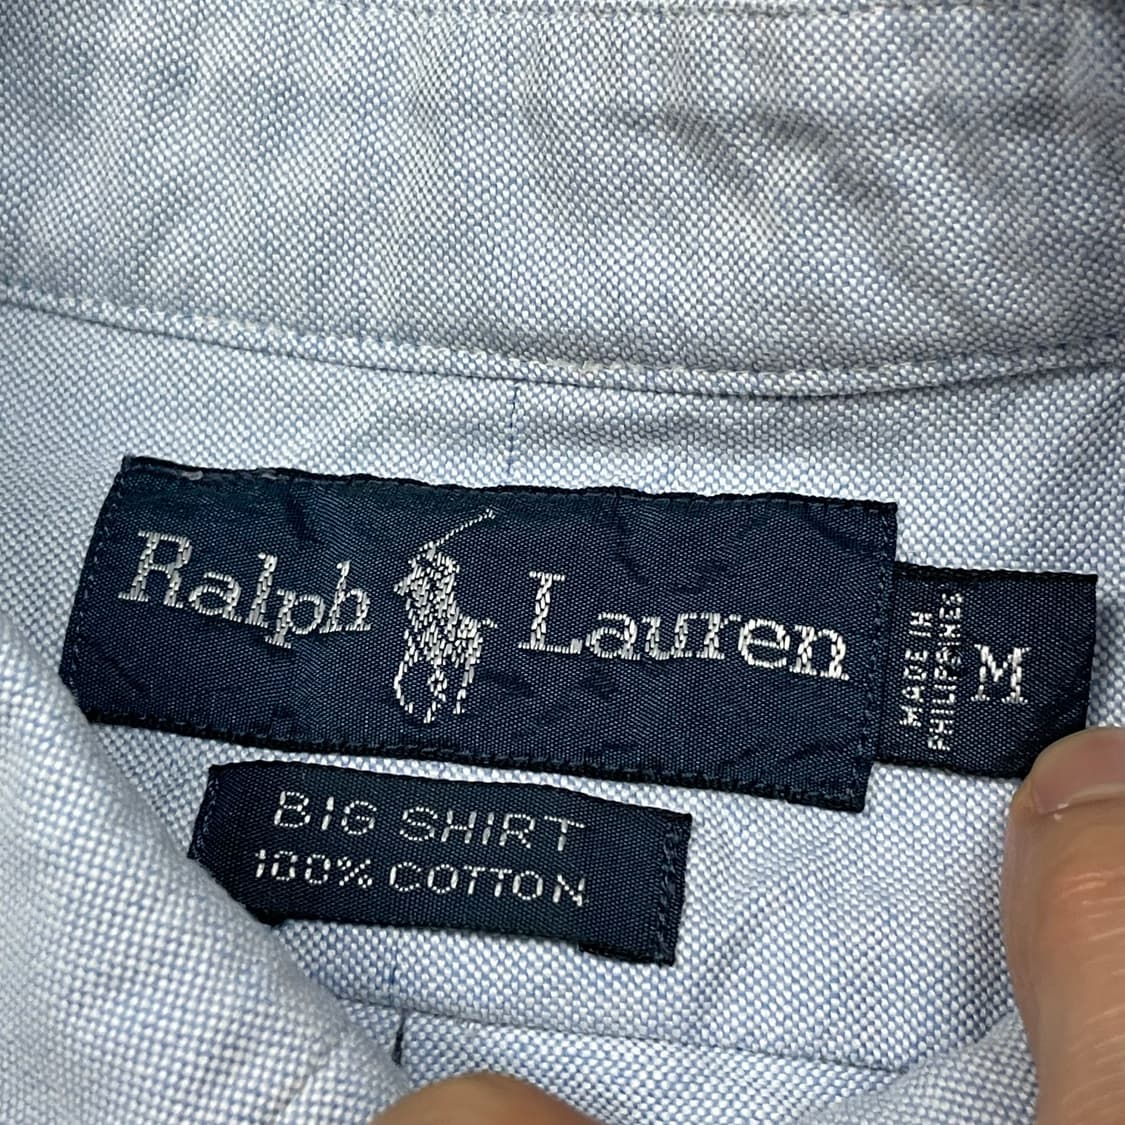 Ralph Lauren
MADE IN
PHILIPPINES
M
BIG SHIRT
100% COTTON